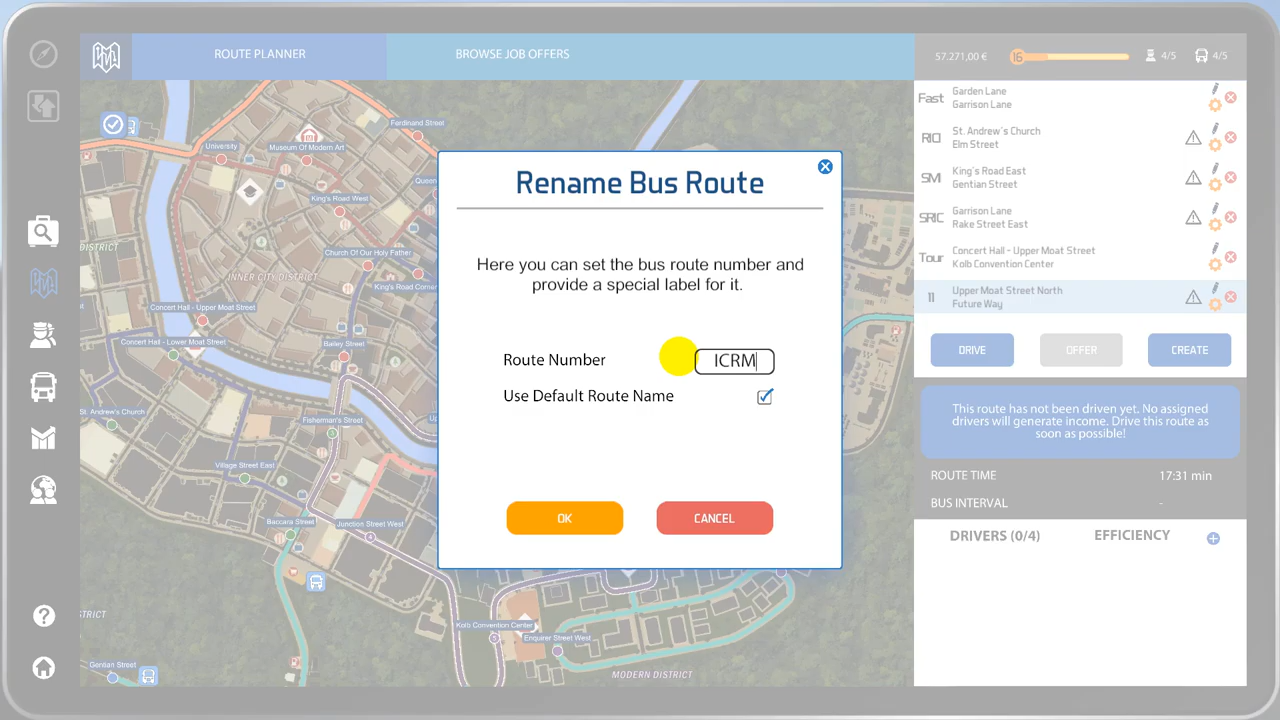 ROUTE PLANNER
BROWSE JOB OFFERS
57.271,00 €
16
4/5
4/5
Ferdinand Street
University
Museum Of Modern Art
Queen
King's Road West
DISTRICT
Church Of Our Holy Father
INNER CITY DISTRICT
King's Road Corner
Concert Hall - Upper Moat Street
Concert Hall - Lower Moat Street
Bailey Street
St. Andrew's Church
Fisherman's Street
Village Street East
Baccara Street
Junction Street West
Kolb Convention Center
Enquirer Street West
Gentian Street
MODERN DISTRICT
Rename Bus Route
Here you can set the bus route number and
provide a special label for it.
Route Number
ICRM
Use Default Route Name
OK
CANCEL
Fast
Garden Lane
Garrison Lane
RIO
St. Andrew's Church
Elm Street
SM
King's Road East
Gentian Street
SRIC
Garrison Lane
Rake Street East
Tour
Concert Hall - Upper Moat Street
Kolb Convention Center
11
Upper Moat Street North
Future Way
DRIVE
OFFER
CREATE
This route has not been driven yet. No assigned
drivers will generate income. Drive this route as
soon as possible!
ROUTE TIME
17:31 min
BUS INTERVAL
-
DRIVERS (0/4)
EFFICIENCY